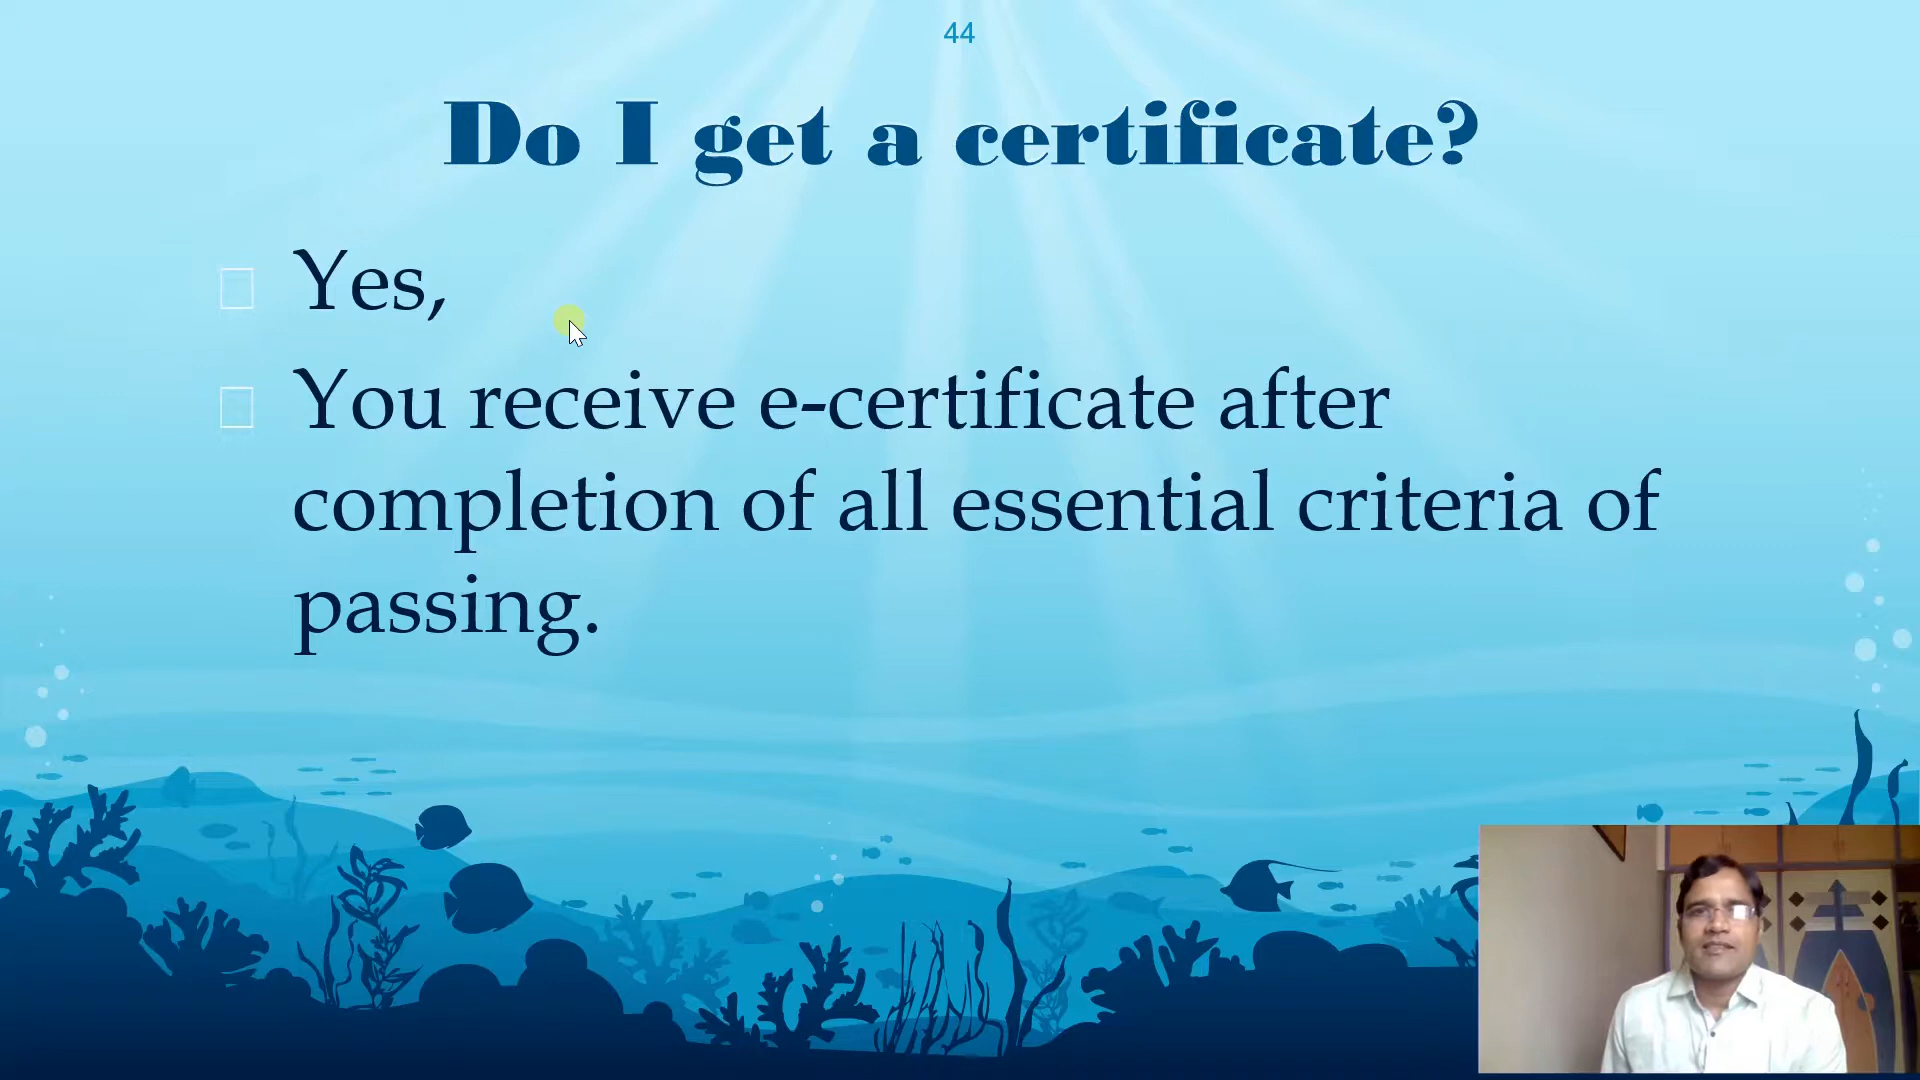 44
Do I get a certificate?
Yes,
You receive e-certificate after
completion of all essential criteria of
passing.